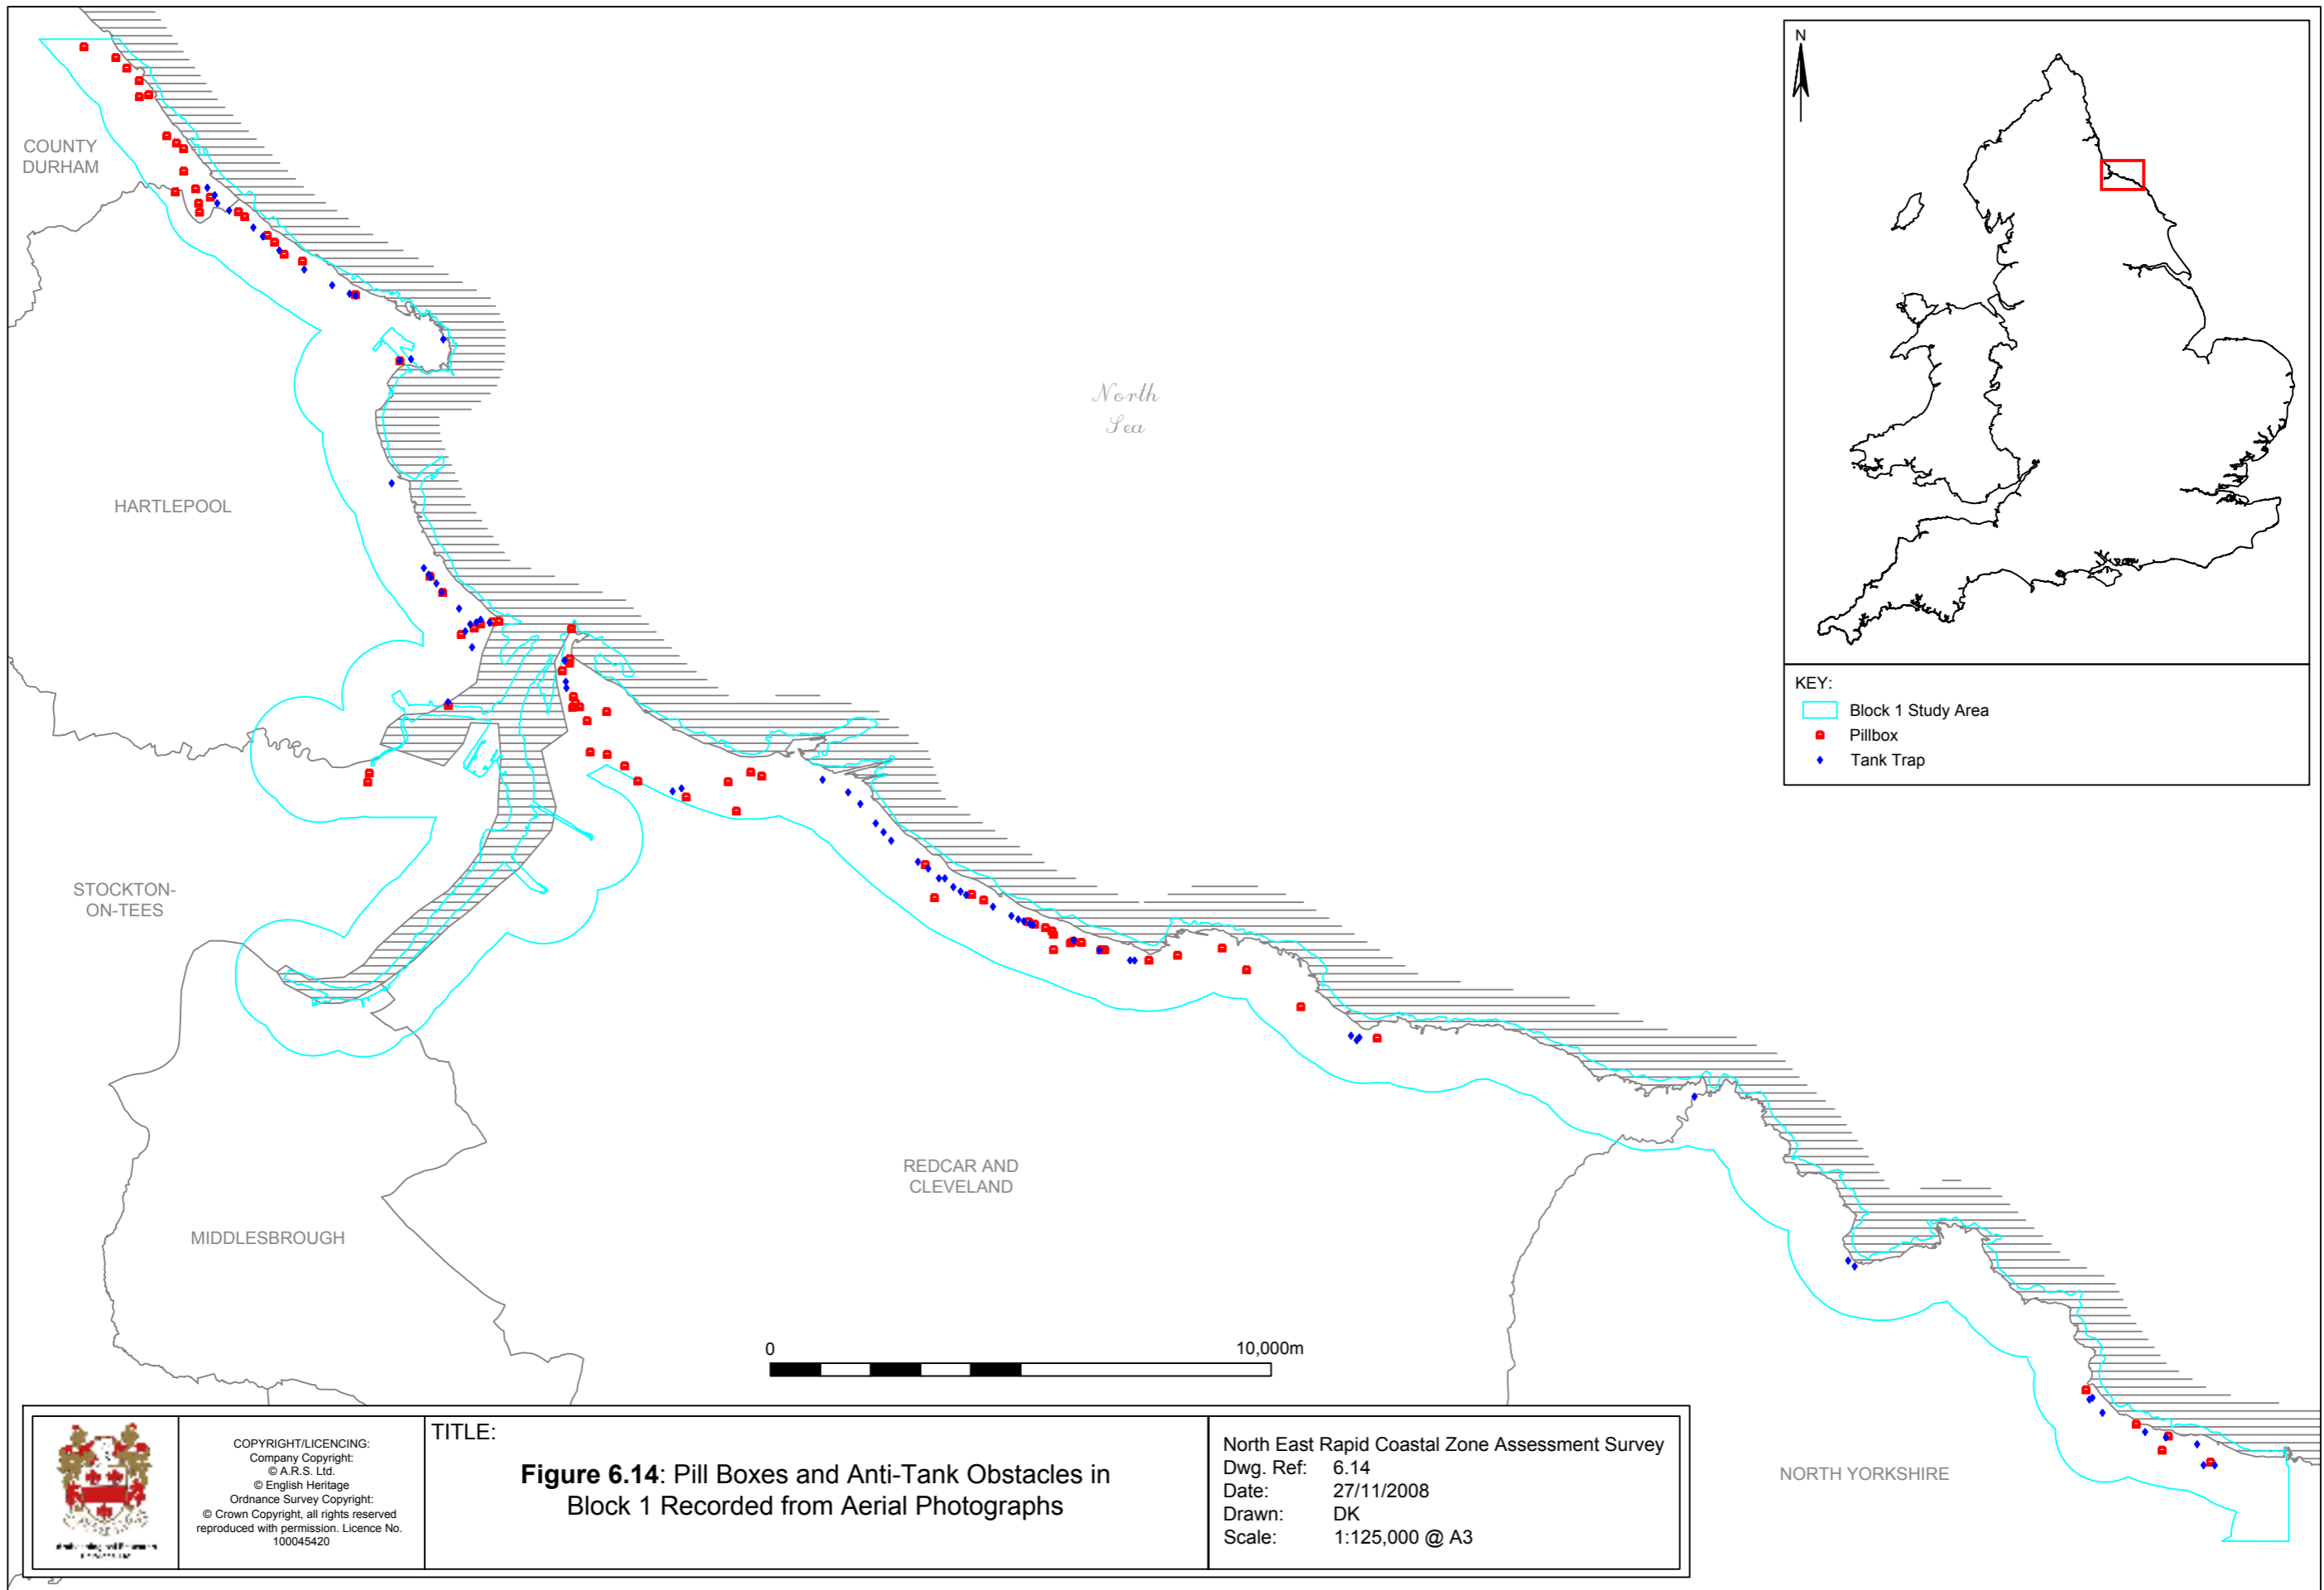 COUNTY
DURHAM
HARTLEPOOL
STOCKTON-
ON-TEES
MIDDLESBROUGH
REDCAR AND
CLEVELAND
NORTH YORKSHIRE
North
Sea
N
KEY:
Block 1 Study Area
Pillbox
Tank Trap
0 10,000m
COPYRIGHT/LICENCING:
Company Copyright:
© A.R.S. Ltd.
© English Heritage
Ordnance Survey Copyright:
© Crown Copyright, all rights reserved
reproduced with permission. Licence No.
100045420
TITLE:
Figure 6.14: Pill Boxes and Anti-Tank Obstacles in
Block 1 Recorded from Aerial Photographs
North East Rapid Coastal Zone Assessment Survey
Dwg. Ref: 6.14
Date: 27/11/2008
Drawn: DK
Scale: 1:125,000 @ A3